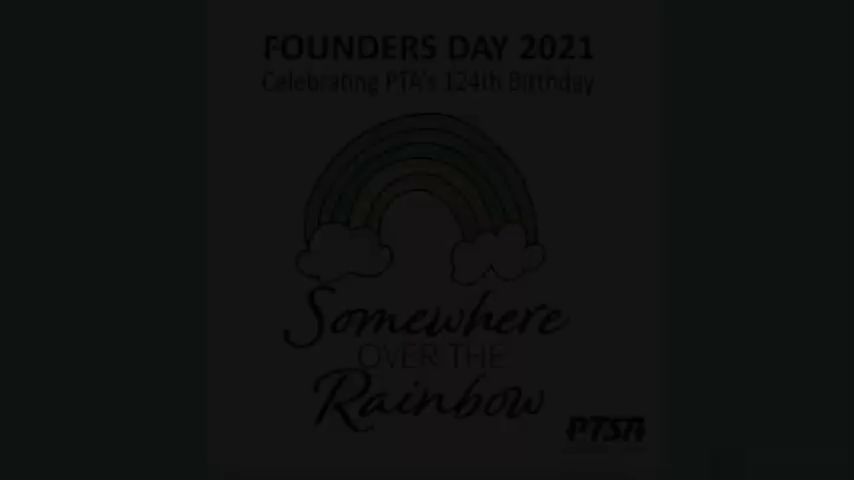 FOUNDERS DAY 2021
Celebrating PTA's 124th Birthday
Somewhere
OVER THE
Rainbow
PTSA